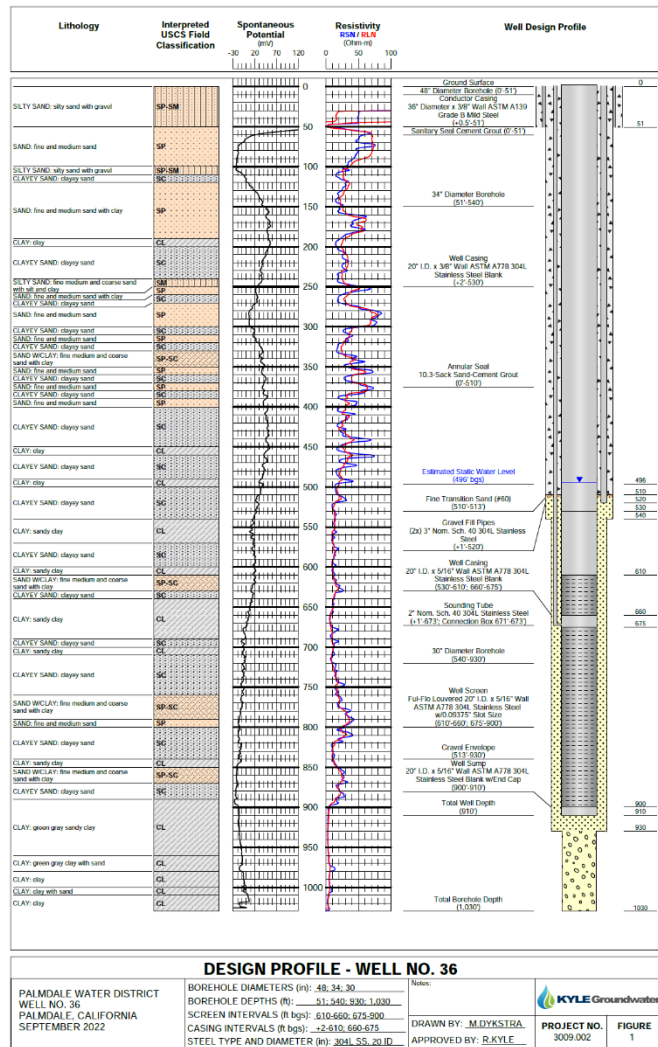 Lithology
Interpreted
USCS Field
Classification
Spontaneous
Potential
(mV)
-30 20 70 120
Resistivity
RSN / RLN
(Ohm-m)
0 50 100
Well Design Profile
SILTY SAND: silty sand with gravel
SP-SM
SAND: fine and medium sand
SP
SILTY SAND: silty sand with gravel
SP-SM
CLAYEY SAND: clayey sand
SC
SAND: fine and medium sand with clay
SP
CLAY: clay
CL
CLAYEY SAND: clayey sand
SC
SILTY SAND: fine medium and coarse sand
with silt and clay
SM
SAND: fine and medium sand with clay
SP
CLAYEY SAND: clayey sand
SC
SAND: fine and medium sand
SP
CLAYEY SAND: clayey sand
SC
SAND: fine and medium sand
SP
CLAYEY SAND: clayey sand
SC
SAND W/CLAY: fine medium and coarse
sand with clay
SP-SC
SAND: fine and medium sand
SP
CLAYEY SAND: clayey sand
SC
SAND: fine and medium sand
SP
CLAYEY SAND: clayey sand
SC
SAND: fine and medium sand
SP
CLAYEY SAND: clayey sand
SC
CLAY: clay
CL
CLAYEY SAND: clayey sand
SC
CLAY: clay
CL
CLAYEY SAND: clayey sand
SC
CLAY: sandy clay
CL
CLAYEY SAND: clayey sand
SC
CLAY: sandy clay
CL
SAND W/CLAY: fine medium and coarse
sand with clay
SP-SC
CLAYEY SAND: clayey sand
SC
CLAY: sandy clay
CL
CLAYEY SAND: clayey sand
SC
CLAY: sandy clay
CL
CLAYEY SAND: clayey sand
SC
SAND W/CLAY: fine medium and coarse
sand with clay
SP-SC
SAND: fine and medium sand
SP
CLAYEY SAND: clayey sand
SC
CLAY: sandy clay
CL
SAND W/CLAY: fine medium and coarse
sand with clay
SP-SC
CLAYEY SAND: clayey sand
SC
CLAY: green gray sandy clay
CL
CLAY: green gray clay with sand
CL
CLAY: clay
CL
CLAY: clay with sand
CL
CLAY: clay
CL
0
50
100
150
200
250
300
350
400
450
500
550
600
650
700
750
800
850
900
950
1000
Ground Surface
48" Diameter Borehole (0'-51')
Conductor Casing
36" Diameter x 3/8" Wall ASTM A139
Grade B Mild Steel
(+0.5'-51')
Sanitary Seal Cement Grout (0'-51')
34" Diameter Borehole
(51'-540')
Well Casing
20" I.D. x 3/8" Wall ASTM A778 304L
Stainless Steel Blank
(+2'-530')
Annular Seal
10.3-Sack Sand-Cement Grout
(0'-510')
Estimated Static Water Level
(496' bgs)
Fine Transition Sand (#60)
(510'-513')
Gravel Fill Pipes
(2x) 3" Nom. Sch. 40 304L Stainless
Steel
(+1'-520')
Well Casing
20" I.D. x 5/16" Wall ASTM A778 304L
Stainless Steel Blank
(530'-610'; 660'-675')
Sounding Tube
2" Nom. Sch. 40 304L Stainless Steel
(+1'-673'; Connection Box 671'-673')
30" Diameter Borehole
(540'-930')
Well Screen
Ful-Flo Louvered 20" I.D. x 5/16" Wall
ASTM A778 304L Stainless Steel
w/0.09375" Slot Size
(610'-660'; 675'-900')
Gravel Envelope
(513'-930')
Well Sump
20" I.D. x 5/16" Wall ASTM A778 304L
Stainless Steel Blank w/End Cap
(900'-910')
Total Well Depth
(910')
Total Borehole Depth
(1,030')
0
51
496
510
520
530
540
610
660
675
900
910
930
1030
DESIGN PROFILE - WELL NO. 36
PALMDALE WATER DISTRICT
WELL NO. 36
PALMDALE, CALIFORNIA
SEPTEMBER 2022
BOREHOLE DIAMETERS (in): 48; 34; 30
BOREHOLE DEPTHS (ft): 51; 540; 930; 1,030
SCREEN INTERVALS (ft bgs): 610-660; 675-900
CASING INTERVALS (ft bgs): +2-610; 660-675
STEEL TYPE AND DIAMETER (in): 304L SS, 20 ID
Notes:
DRAWN BY: M.DYKSTRA
APPROVED BY: R.KYLE
KYLE Groundwater
PROJECT NO.
3009.002
FIGURE
1